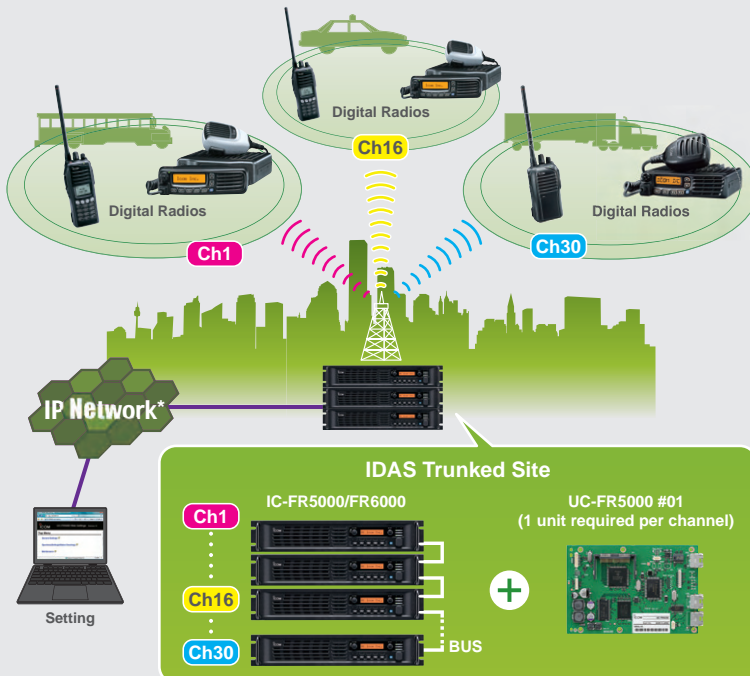 Digital Radios
Ch16
Digital Radios
Ch1
Digital Radios
Ch30
IP Network*
Setting
IDAS Trunked Site
IC-FR5000/FR6000
UC-FR5000 #01
(1 unit required per channel)
Ch1
Ch16
Ch30
BUS